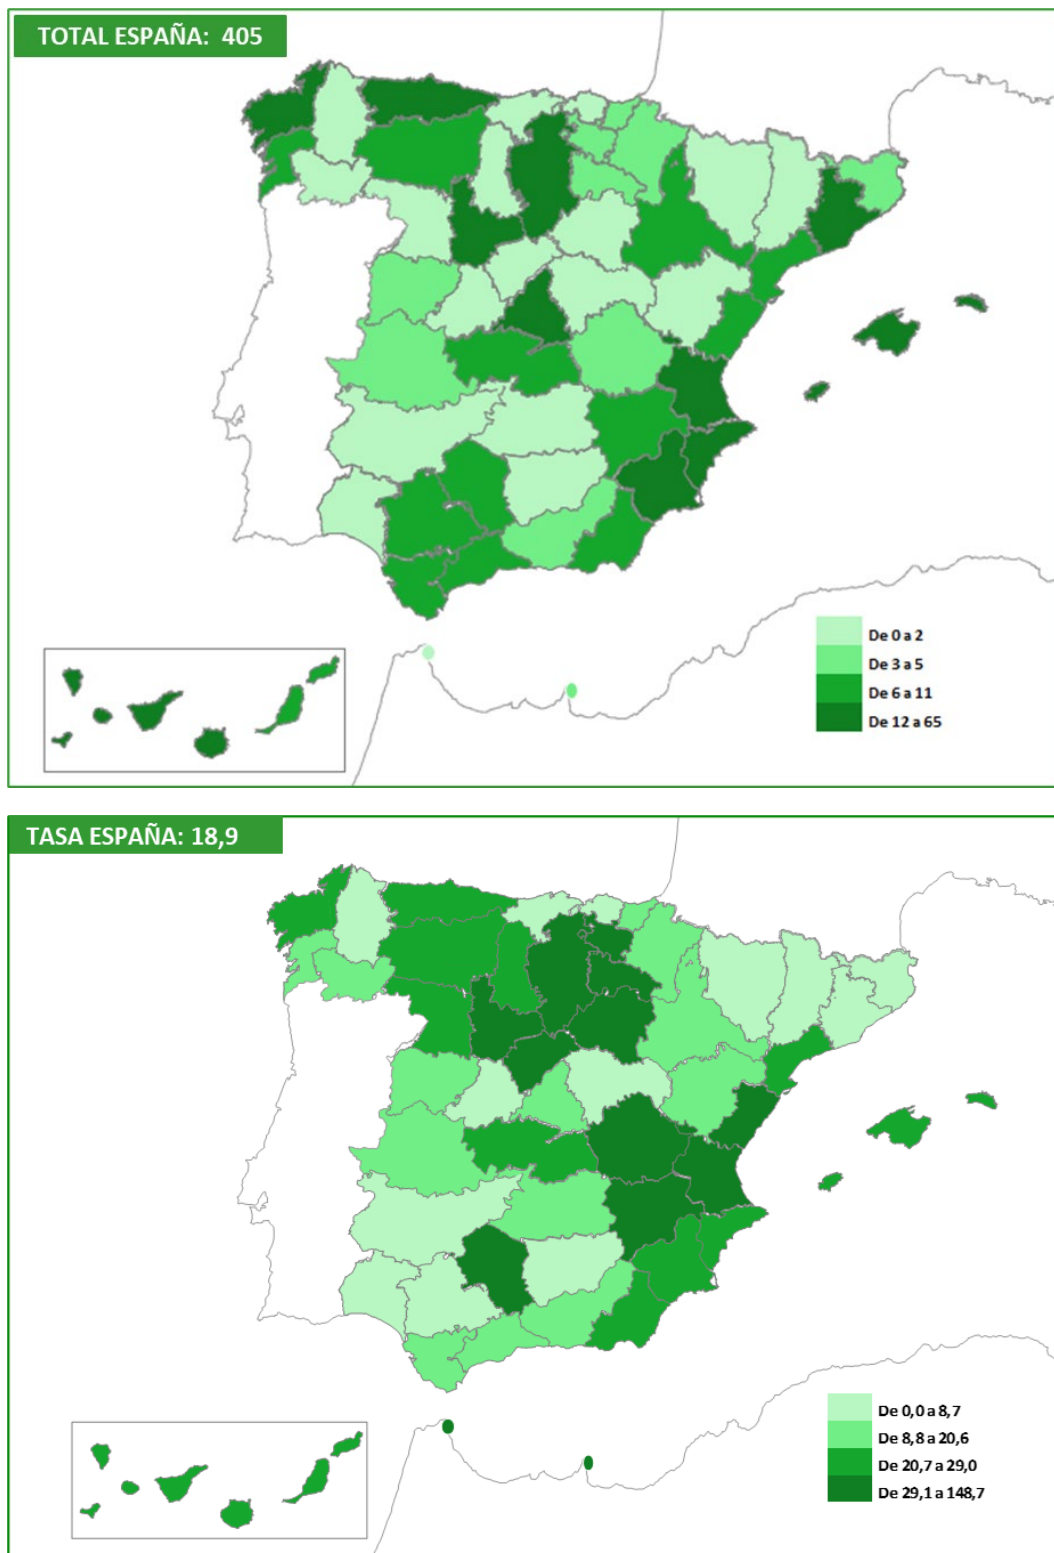 TOTAL ESPAÑA: 405
De 0 a 2
De 3 a 5
De 6 a 11
De 12 a 65
TASA ESPAÑA: 18,9
De 0,0 a 8,7
De 8,8 a 20,6
De 20,7 a 29,0
De 29,1 a 148,7